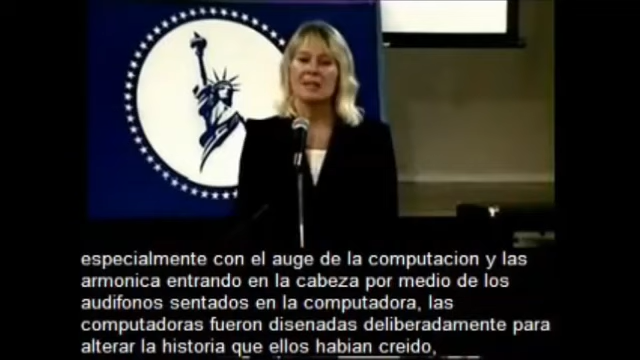 especialmente con el auge de la computacion y las
armonica entrando en la cabeza por medio de los
audifonos sentados en la computadora, las
computadoras fueron disenadas deliberadamente para
alterar la historia que ellos habian creido,